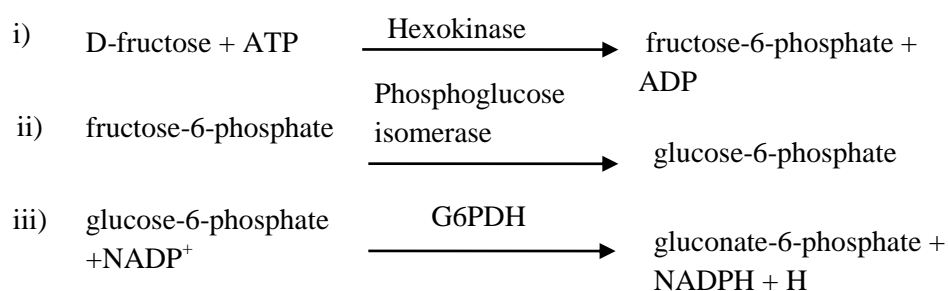 i) D-fructose + ATP Hexokinase fructose-6-phosphate +
ADP
ii) fructose-6-phosphate Phosphoglucose
isomerase glucose-6-phosphate
iii) glucose-6-phosphate G6PDH gluconate-6-phosphate +
+NADP⁺ NADPH + H